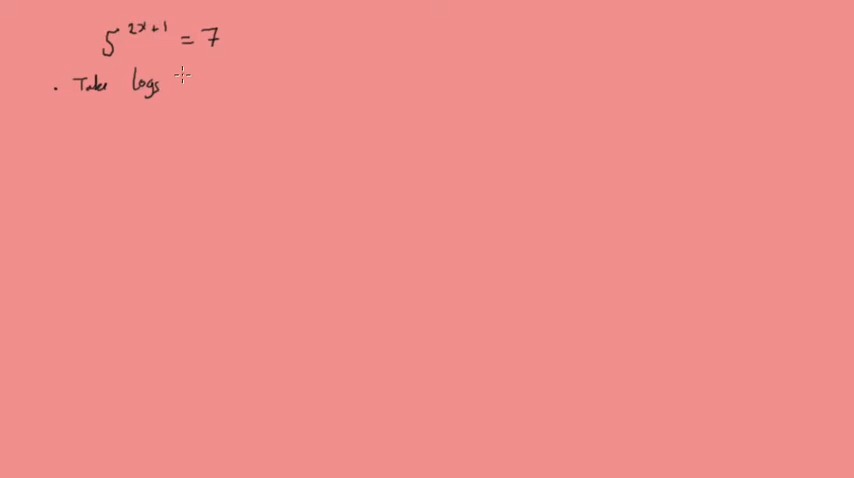 5^{2x+1} = 7
. Take logs